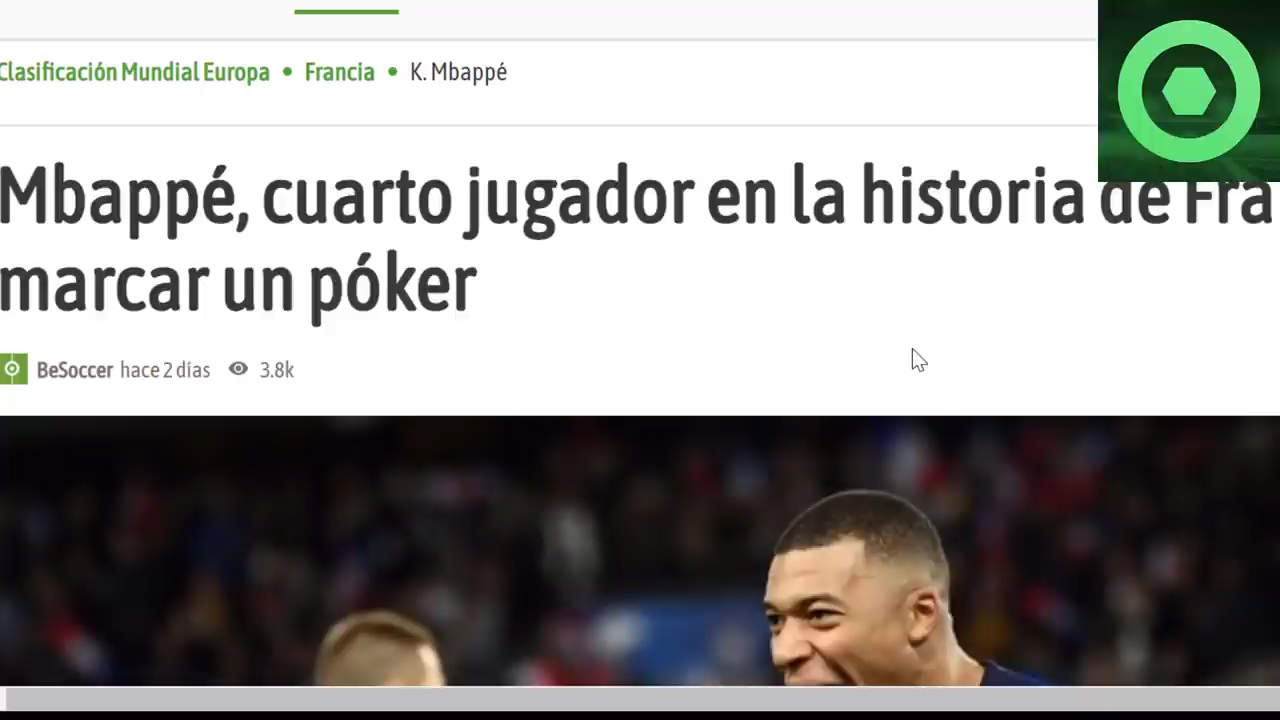 Clasificación Mundial Europa • Francia • K. Mbappé
Mbappé, cuarto jugador en la historia de Fra
marcar un póker
BeSoccer hace 2 días 3.8k